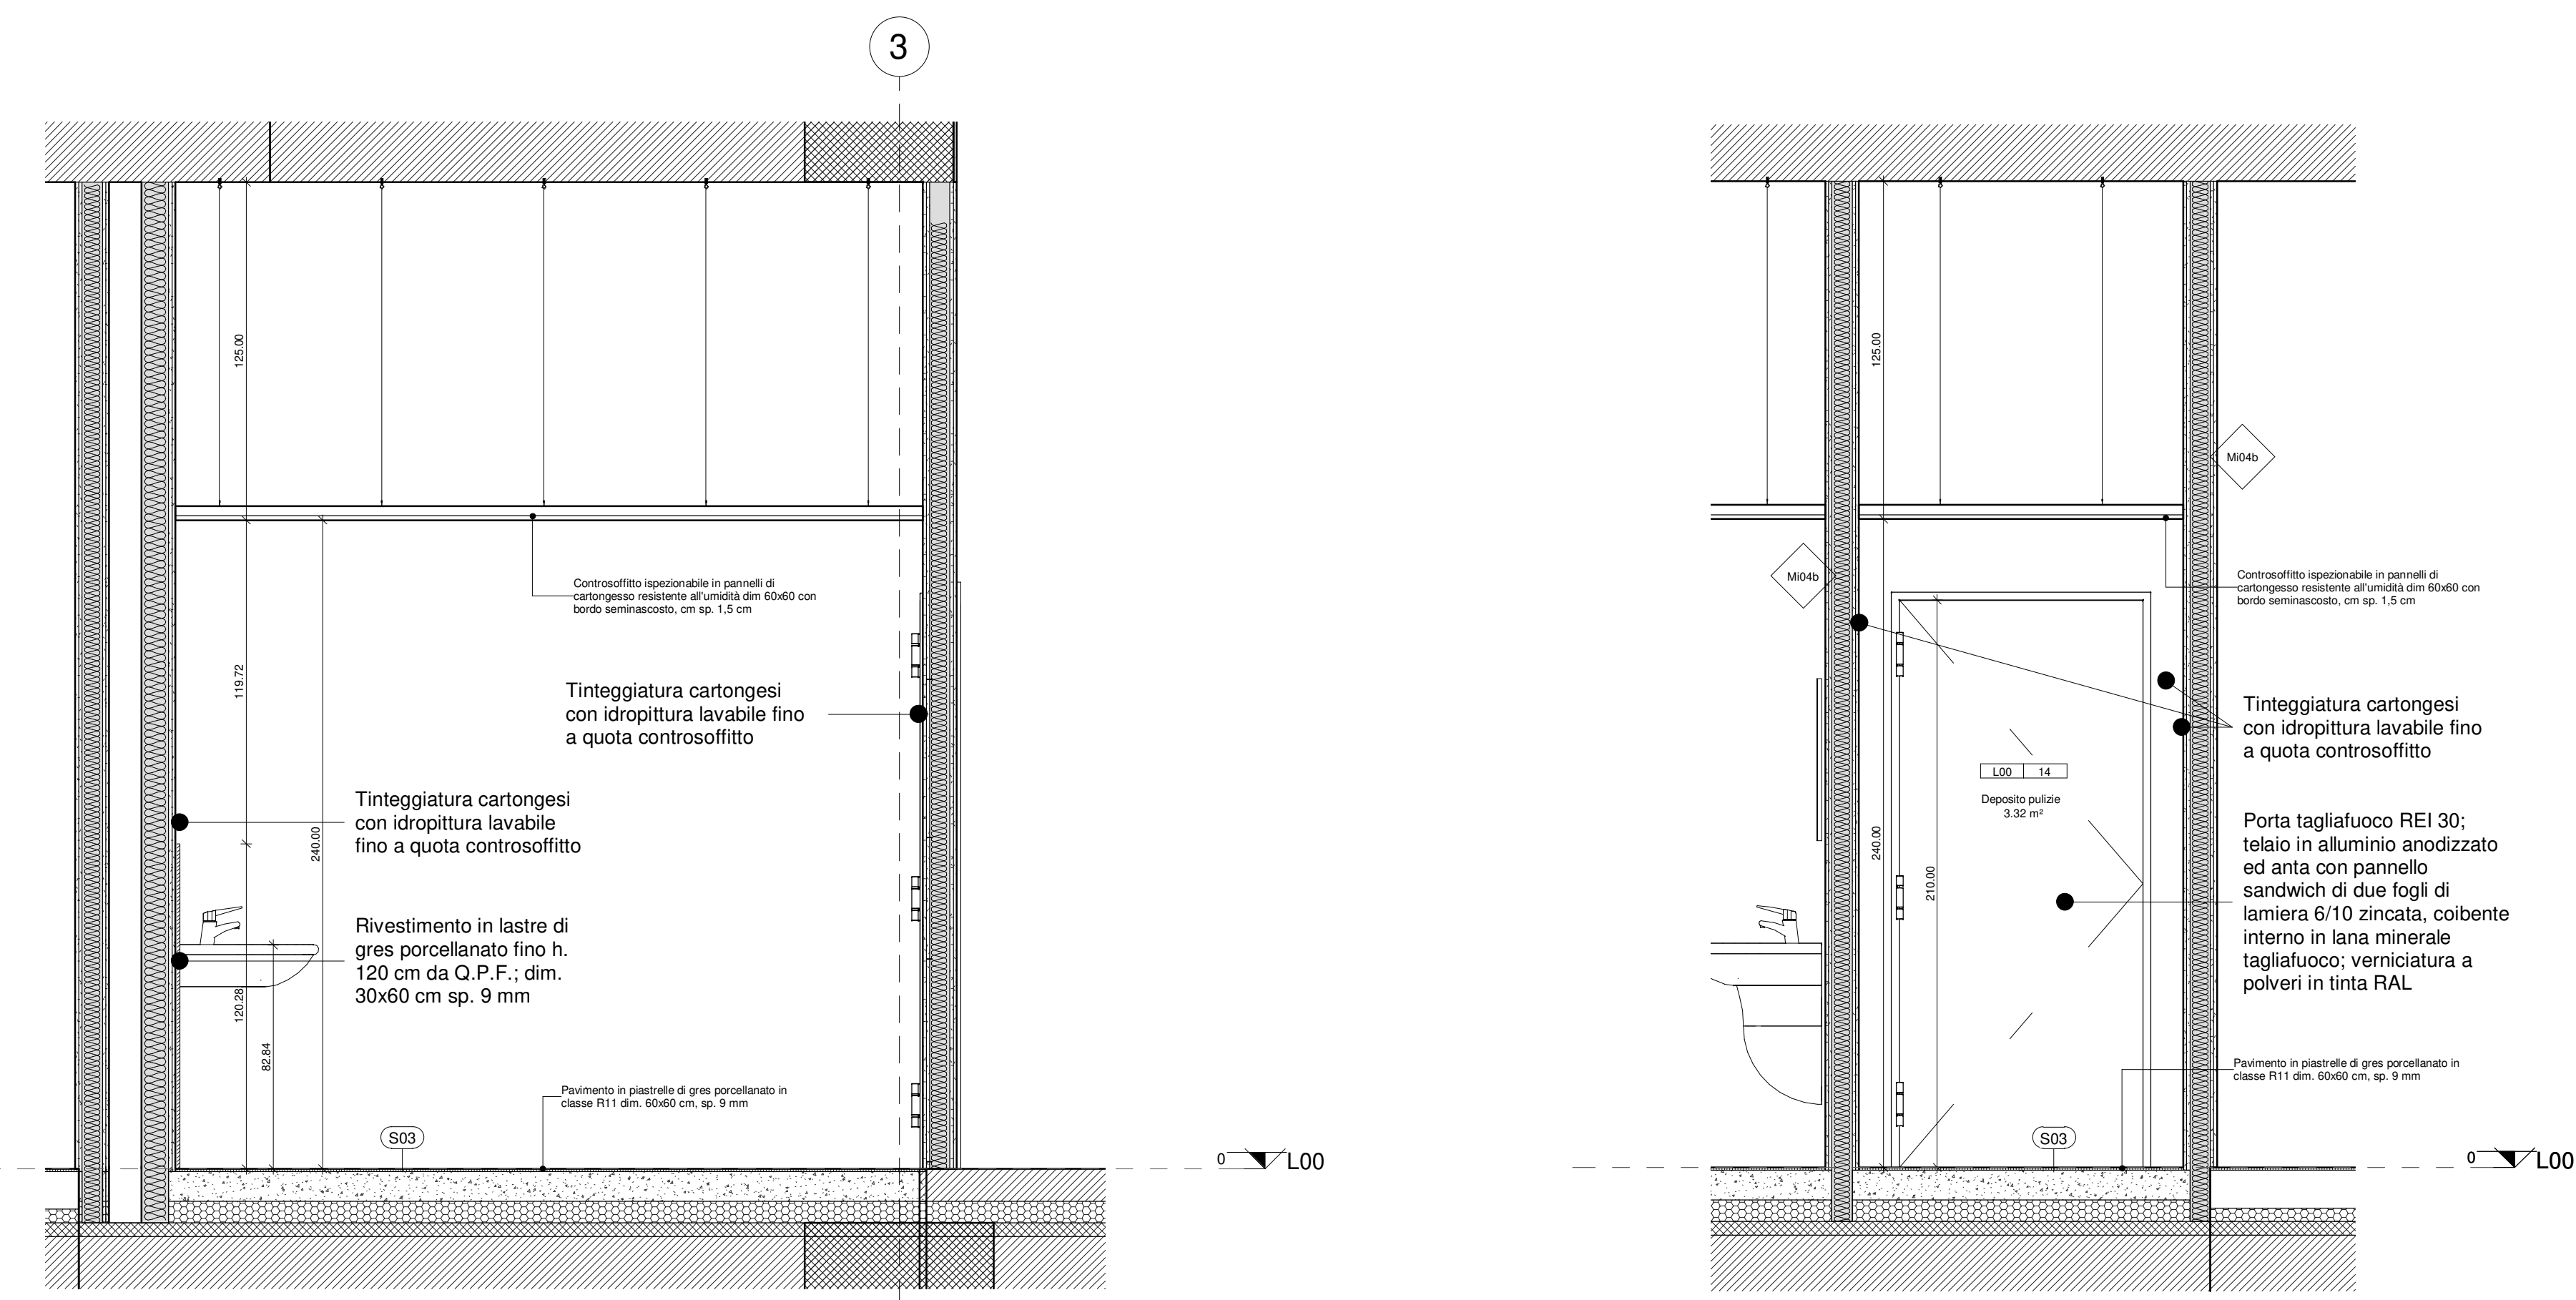 3
125.00
Controsoffitto ispezionabile in pannelli di
cartongesso resistente all'umidità dim 60x60 con
bordo seminascosto, cm sp. 1,5 cm
119.72
Tinteggiatura cartongesi
con idropittura lavabile fino
a quota controsoffitto
Tinteggiatura cartongesi
con idropittura lavabile
fino a quota controsoffitto
240.00
Rivestimento in lastre di
gres porcellanato fino h.
120 cm da Q.P.F.; dim.
30x60 cm sp. 9 mm
120.28
82.84
Pavimento in piastrelle di gres porcellanato in
classe R11 dim. 60x60 cm, sp. 9 mm
S03
0 L00
125.00
Mi04b
Mi04b
Controsoffitto ispezionabile in pannelli di
cartongesso resistente all'umidità dim 60x60 con
bordo seminascosto, cm sp. 1,5 cm
Tinteggiatura cartongesi
con idropittura lavabile fino
a quota controsoffitto
L00 14
Deposito pulizie
3.32 m²
240.00
210.00
Porta tagliafuoco REI 30;
telaio in alluminio anodizzato
ed anta con pannello
sandwich di due fogli di
lamiera 6/10 zincata, coibente
interno in lana minerale
tagliafuoco; verniciatura a
polveri in tinta RAL
Pavimento in piastrelle di gres porcellanato in
classe R11 dim. 60x60 cm, sp. 9 mm
S03
0 L00